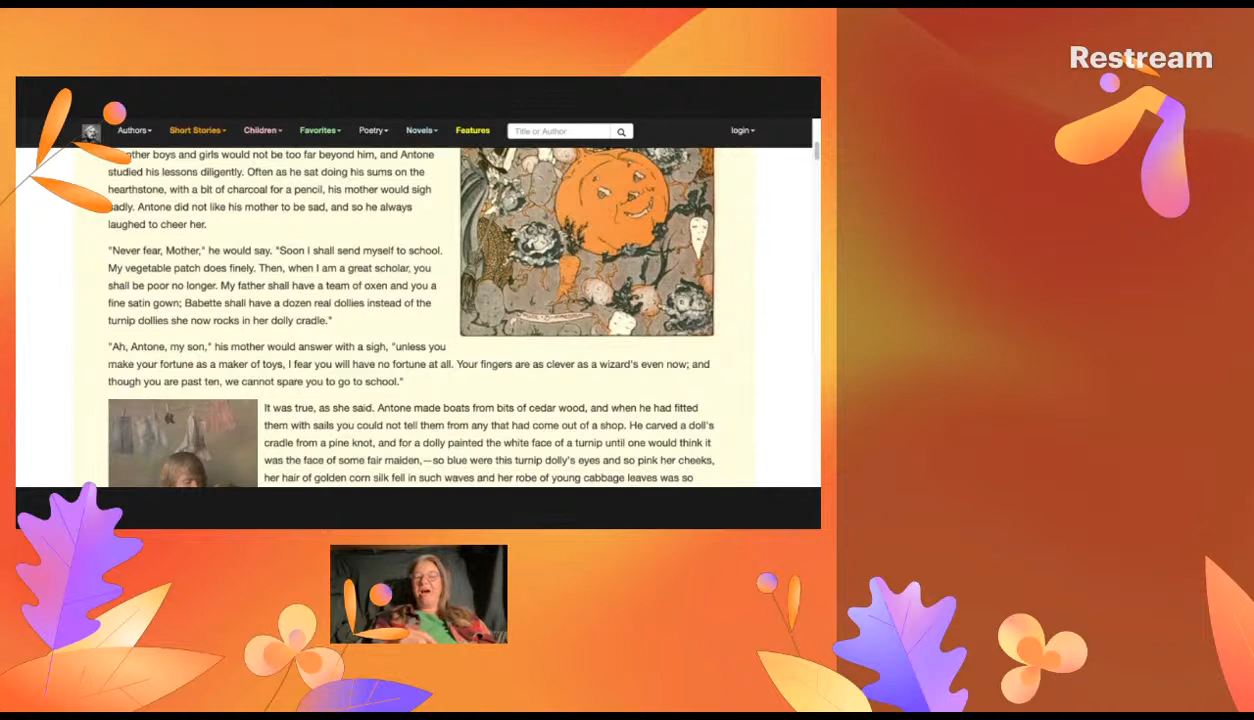 Restream
Authors
Short Stories
Children
Favorites
Poetry
Novels
Features
Title or Author
login
other boys and girls would not be too far beyond him, and Antone
studied his lessons diligently. Often as he sat doing his sums on the
hearthstone, with a bit of charcoal for a pencil, his mother would sigh
sadly. Antone did not like his mother to be sad, and so he always
laughed to cheer her.
"Never fear, Mother," he would say. "Soon I shall send myself to school.
My vegetable patch does finely. Then, when I am a great scholar, you
shall be poor no longer. My father shall have a team of oxen and you a
fine satin gown; Babette shall have a dozen real dollies instead of the
turnip dollies she now rocks in her dolly cradle."
"Ah, Antone, my son," his mother would answer with a sigh, "unless you
make your fortune as a maker of toys, I fear you will have no fortune at all. Your fingers are as clever as a wizard's even now; and
though you are past ten, we cannot spare you to go to school."
It was true, as she said. Antone made boats from bits of cedar wood, and when he had fitted
them with sails you could not tell them from any that had come out of a shop. He carved a doll's
cradle from a pine knot, and for a dolly painted the white face of a turnip until one would think it
was the face of some fair maiden,—so blue were this turnip dolly's eyes and so pink her cheeks,
her hair of golden corn silk fell in such waves and her robe of young cabbage leaves was so